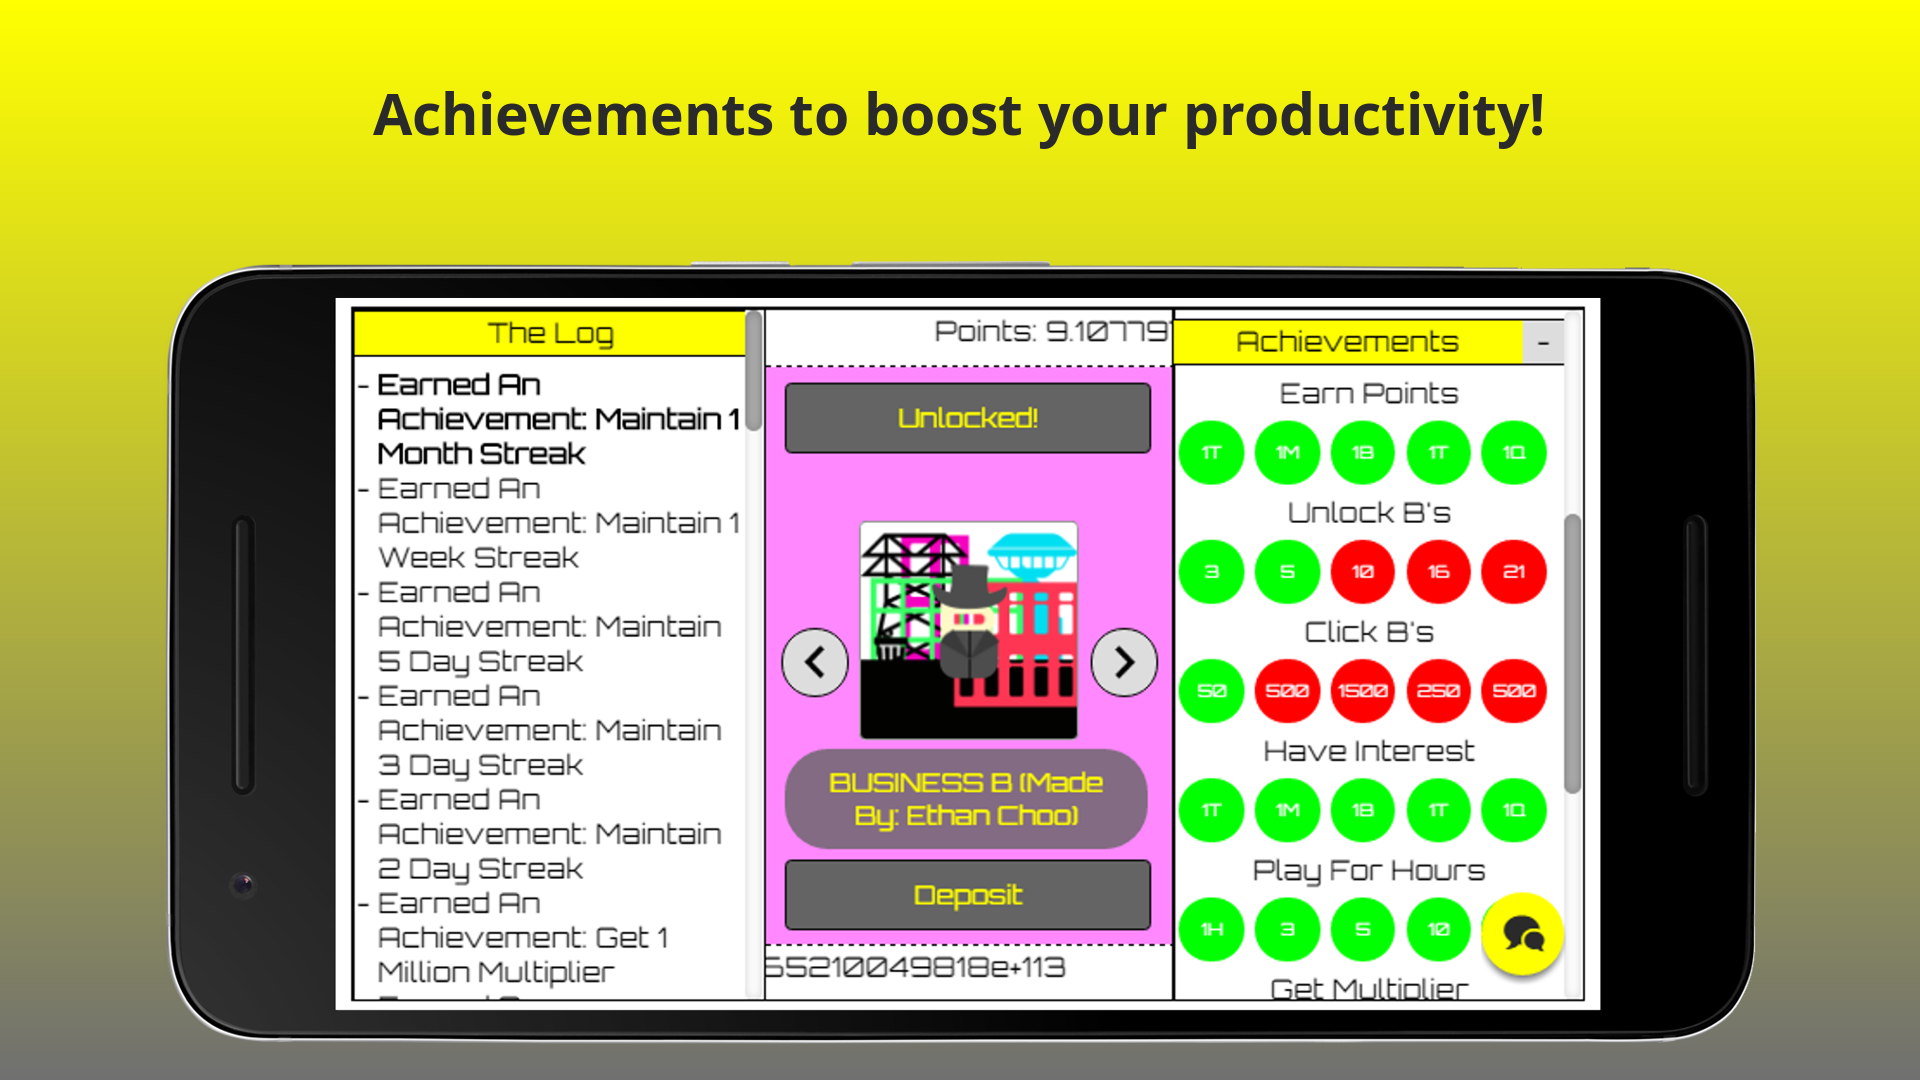 Achievements to boost your productivity!
The Log
- Earned An
Achievement: Maintain 1
Month Streak
- Earned An
Achievement: Maintain 1
Week Streak
- Earned An
Achievement: Maintain
5 Day Streak
- Earned An
Achievement: Maintain
3 Day Streak
- Earned An
Achievement: Maintain
2 Day Streak
- Earned An
Achievement: Get 1
Million Multiplier
Points: 9.107797
Unlocked!
BUSINESS B (Made
By: Ethan Choo)
Deposit
55210049818e+113
Achievements -
Earn Points
1T 1M 1B 1T 1Q
Unlock B's
3 5 10 16 21
Click B's
50 500 1500 250 500
Have Interest
1T 1M 1B 1T 1Q
Play For Hours
1H 3 5 10
Get Multiplier